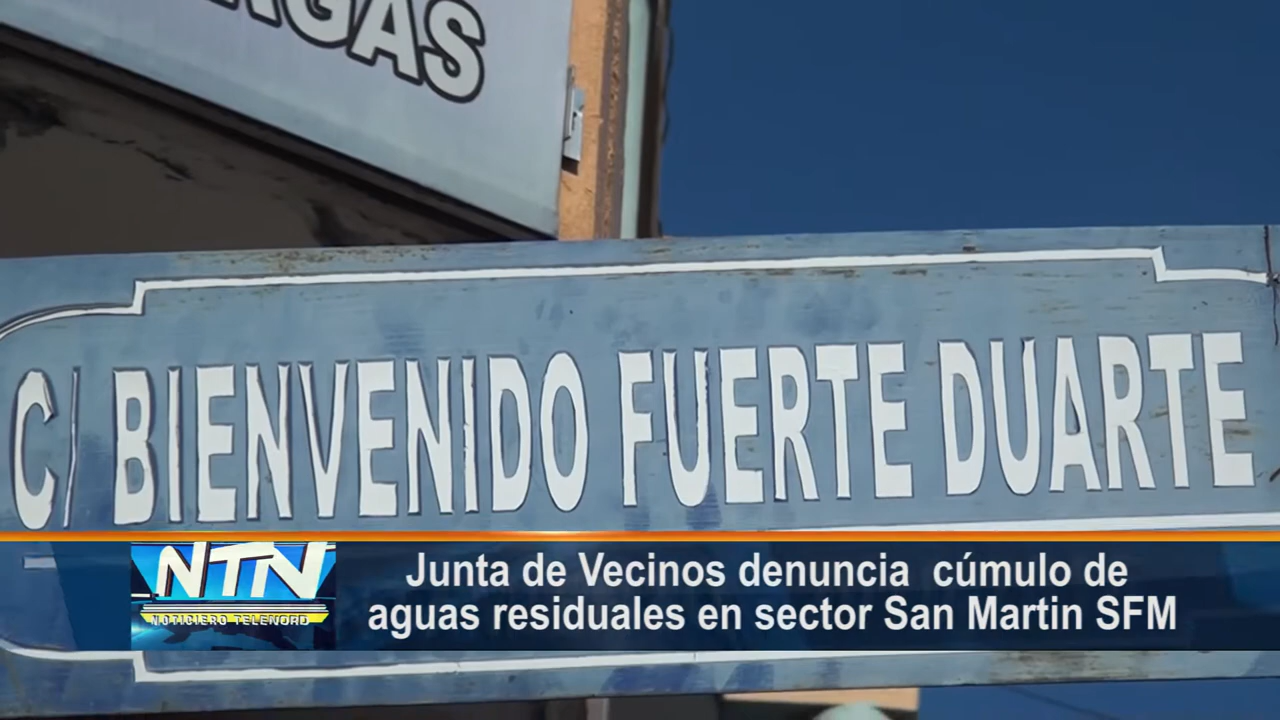 C/ BIENVENIDO FUERTE DUARTE
NTN
NOTICIERO TELENORD
Junta de Vecinos denuncia cúmulo de
aguas residuales en sector San Martin SFM